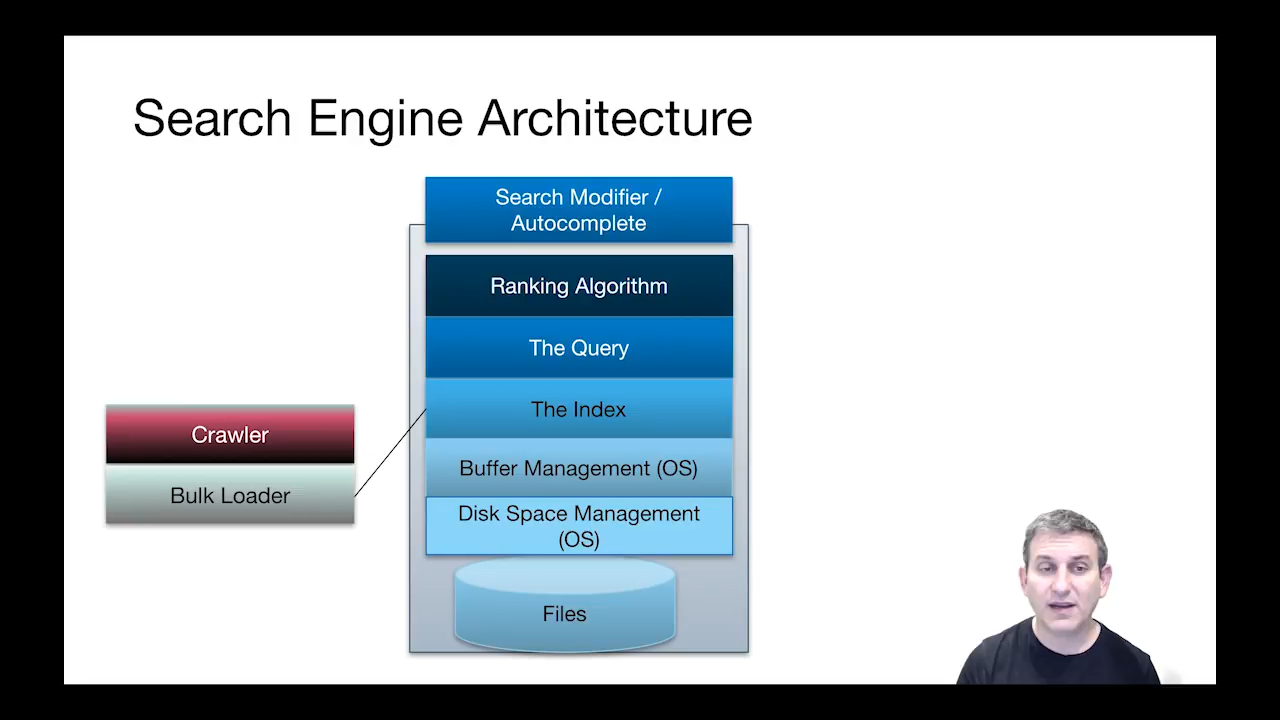 Search Engine Architecture
Search Modifier /
Autocomplete
Ranking Algorithm
The Query
The Index
Crawler
Buffer Management (OS)
Bulk Loader
Disk Space Management
(OS)
Files